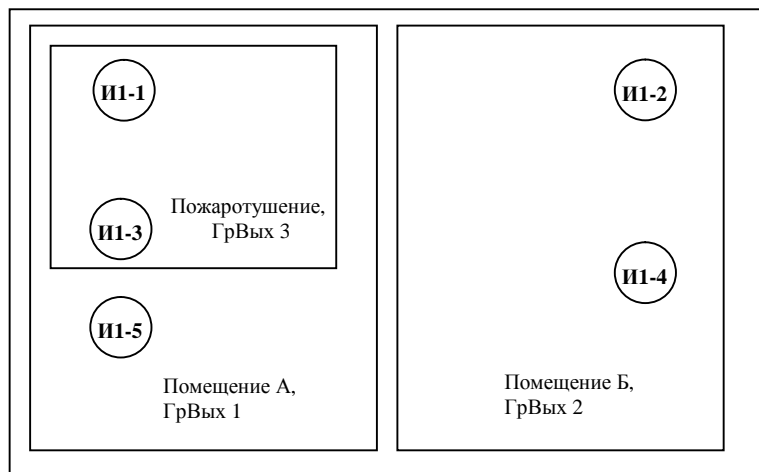 И1-1
И1-3
Пожаротушение,
ГрВых 3
И1-5
Помещение А,
ГрВых 1
И1-2
И1-4
Помещение Б,
ГрВых 2